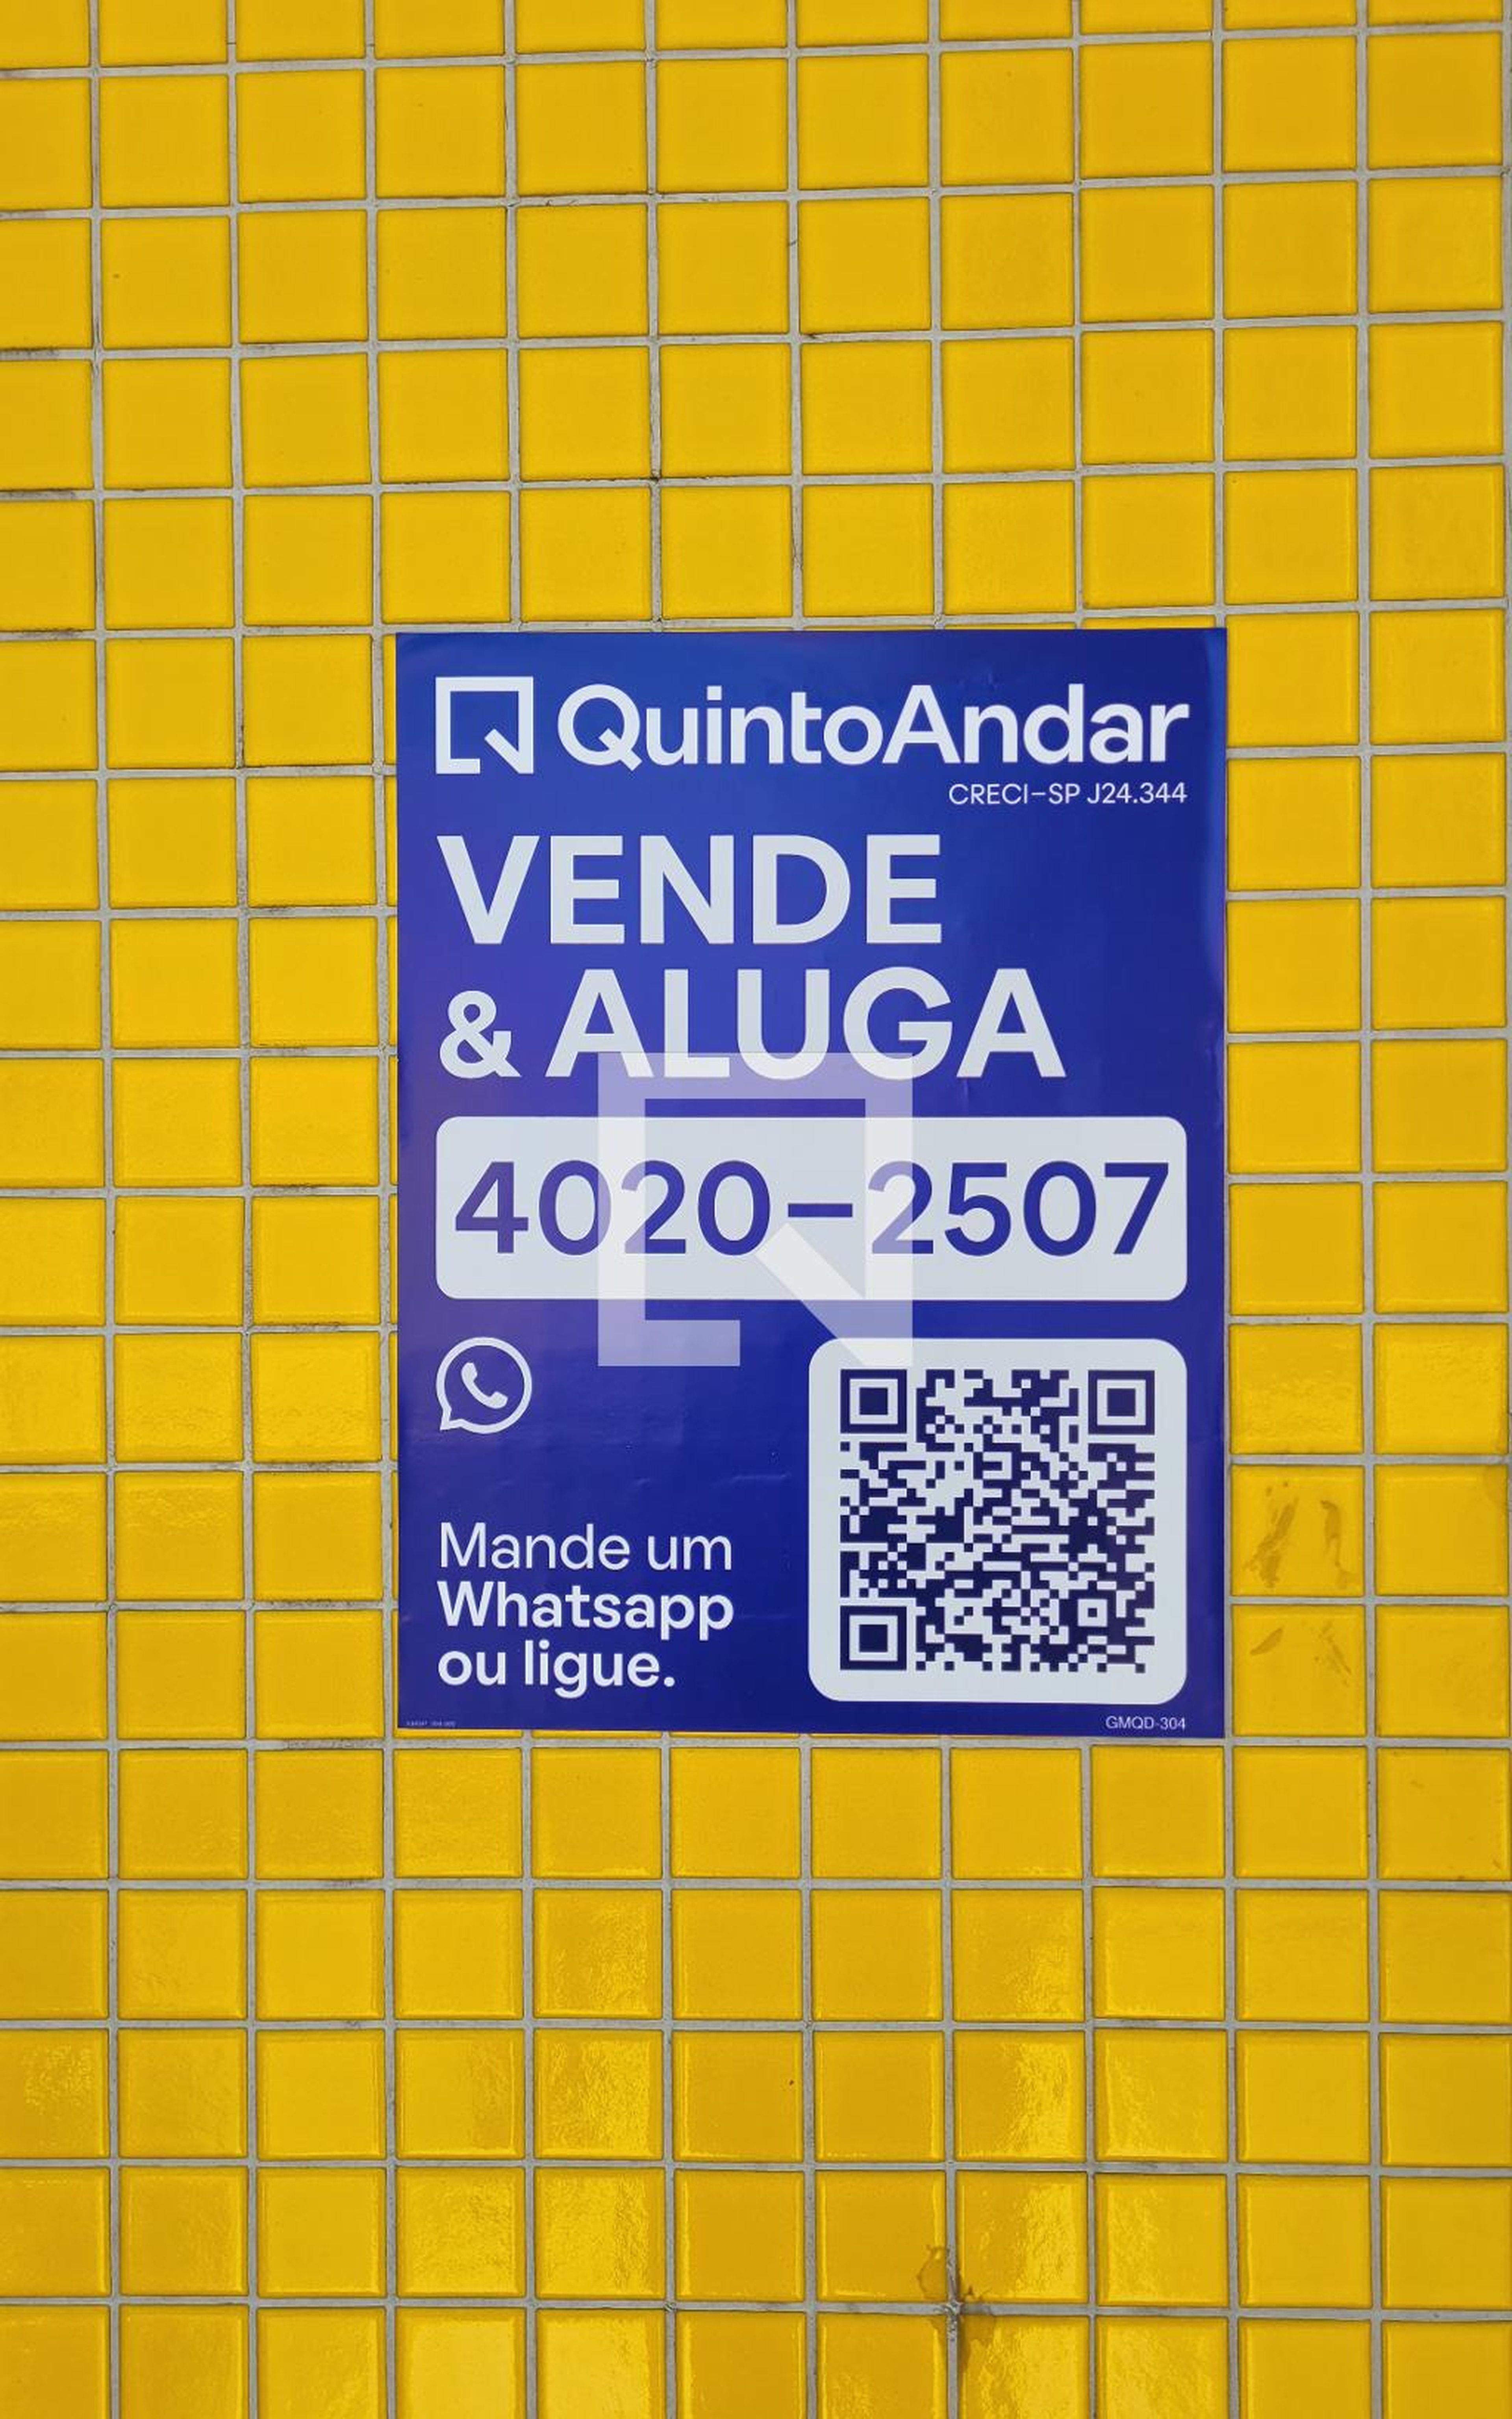 QuintoAndar
CRECI–SP J24.344
VENDE
& ALUGA
4020–2507
Mande um
Whatsapp
ou ligue.
GMQD-304